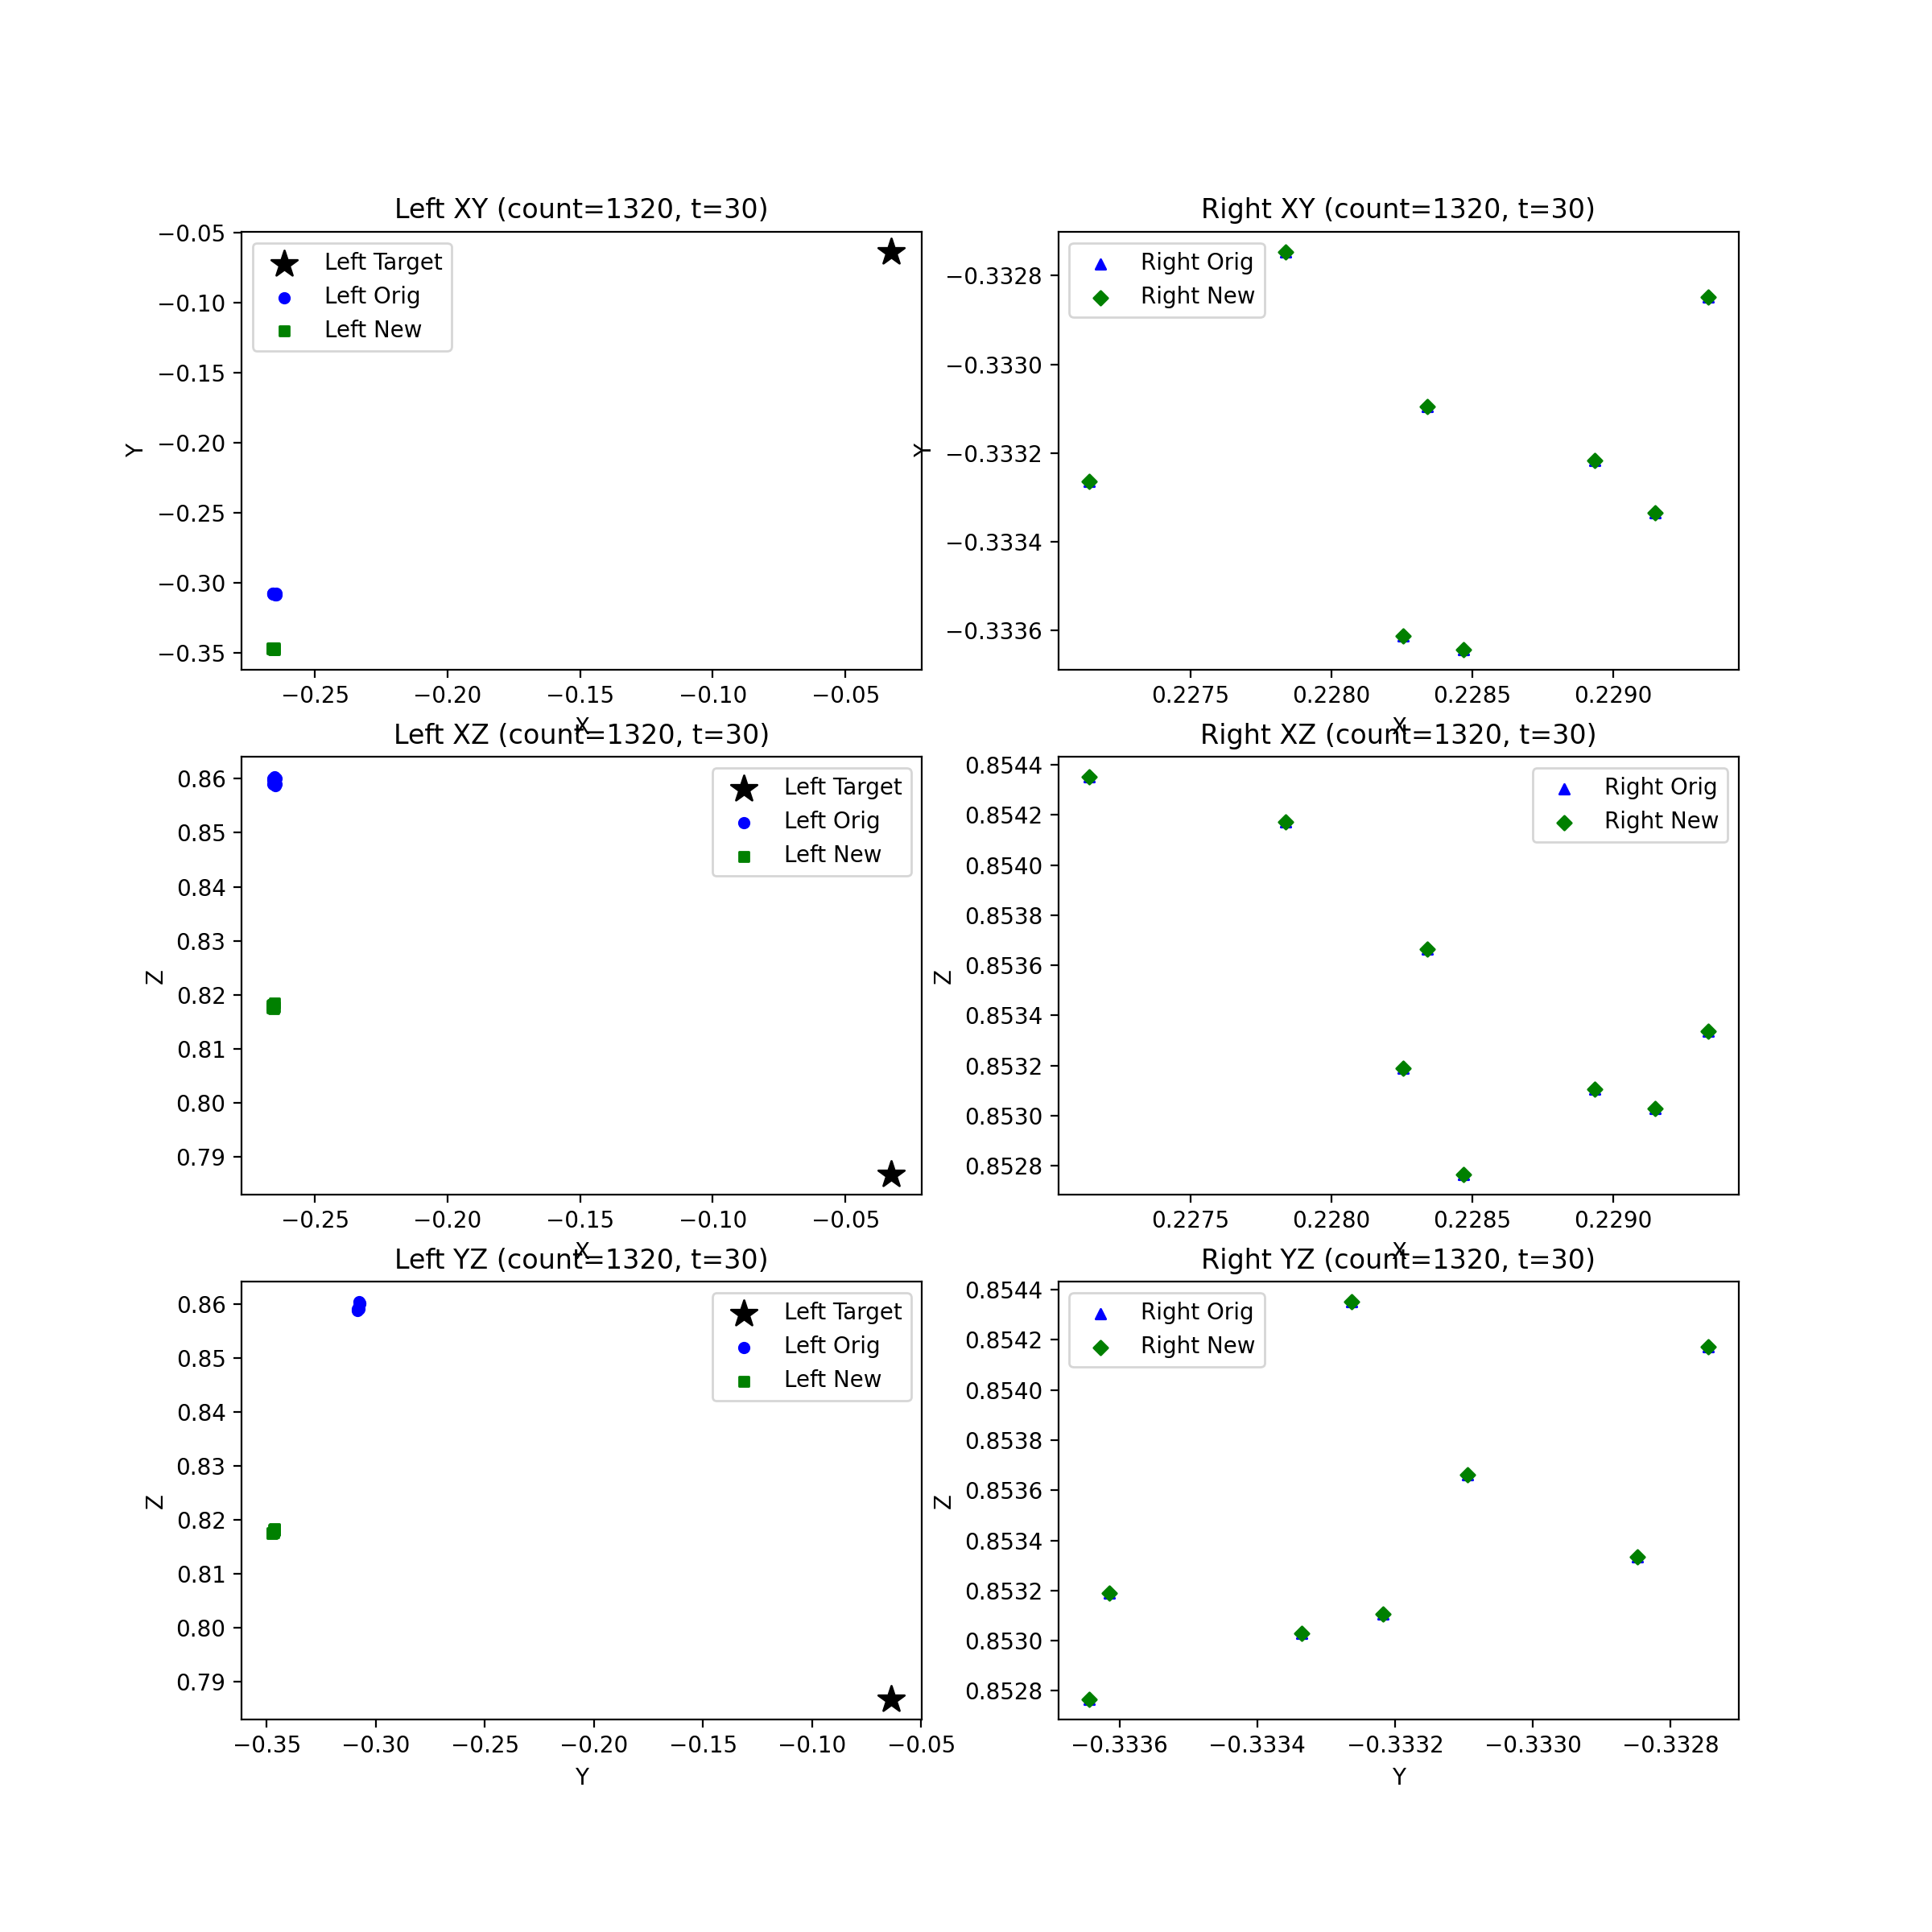 Left XY (count=1320, t=30)
Right XY (count=1320, t=30)
−0.05
−0.10
−0.15
−0.20
−0.25
−0.30
−0.35
Y
Left Target
Left Orig
Left New
−0.25
−0.20
−0.15
−0.10
−0.05
X
−0.3328
−0.3330
−0.3332
−0.3334
−0.3336
Y
Right Orig
Right New
0.2275
0.2280
0.2285
0.2290
X
Left XZ (count=1320, t=30)
Right XZ (count=1320, t=30)
0.86
0.85
0.84
0.83
0.82
0.81
0.80
0.79
Z
Left Target
Left Orig
Left New
−0.25
−0.20
−0.15
−0.10
−0.05
X
0.8544
0.8542
0.8540
0.8538
0.8536
0.8534
0.8532
0.8530
0.8528
Z
Right Orig
Right New
0.2275
0.2280
0.2285
0.2290
X
Left YZ (count=1320, t=30)
Right YZ (count=1320, t=30)
0.86
0.85
0.84
0.83
0.82
0.81
0.80
0.79
Z
Left Target
Left Orig
Left New
−0.35
−0.30
−0.25
−0.20
−0.15
−0.10
−0.05
Y
0.8544
0.8542
0.8540
0.8538
0.8536
0.8534
0.8532
0.8530
0.8528
Z
Right Orig
Right New
−0.3336
−0.3334
−0.3332
−0.3330
−0.3328
Y